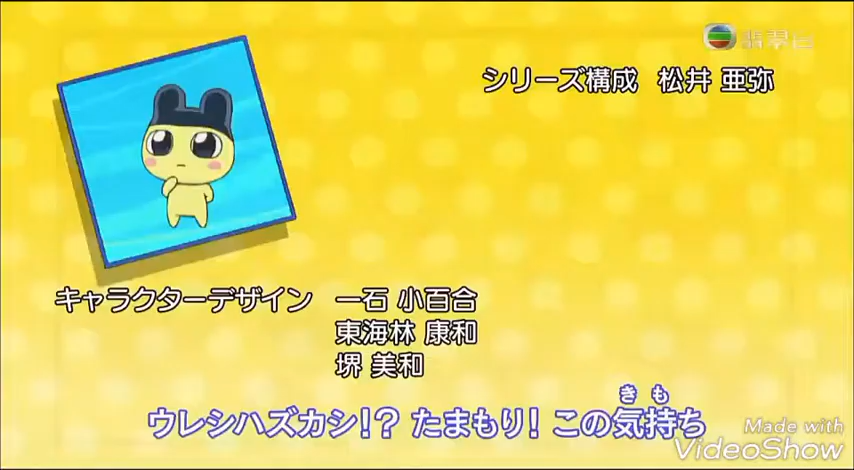 翡翠台
シリーズ構成 松井 亜弥
キャラクターデザイン 一石 小百合
東海林 康和
堺 美和
きも
ウレシハズカシ!? たまもり! この気持ち
Made with
VideoShow